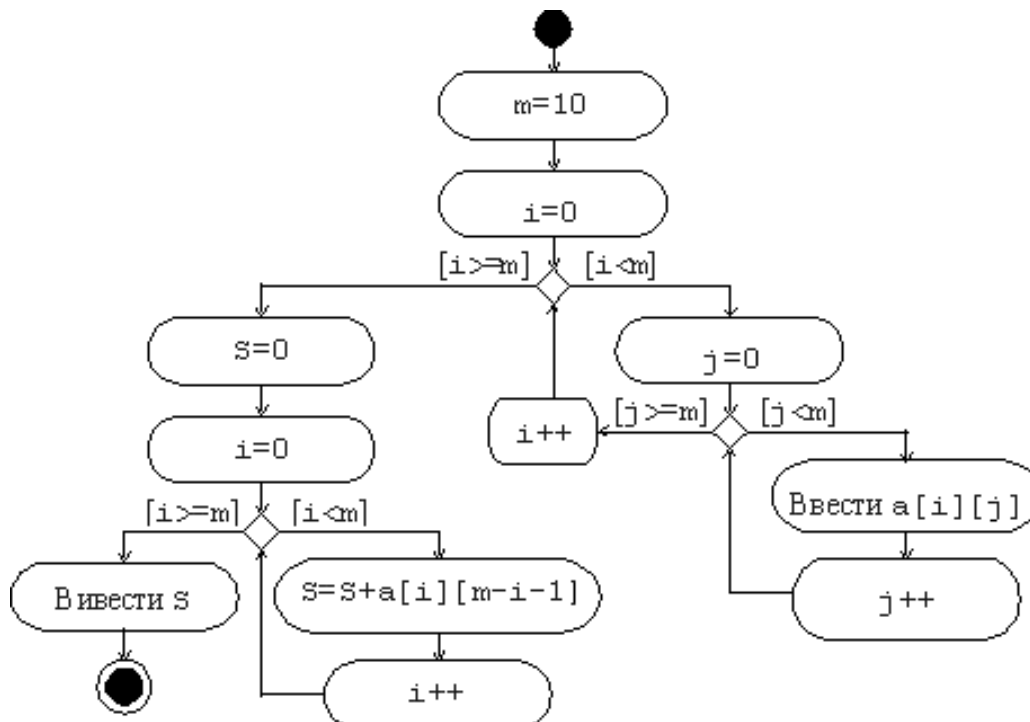 m=10
i=0
[i>=m]
[i<m]
S=0
j=0
i=0
i++
[j>=m]
[j<m]
Ввести a[i][j]
j++
[i>=m]
[i<m]
Вивести S
S=S+a[i][m-i-1]
i++